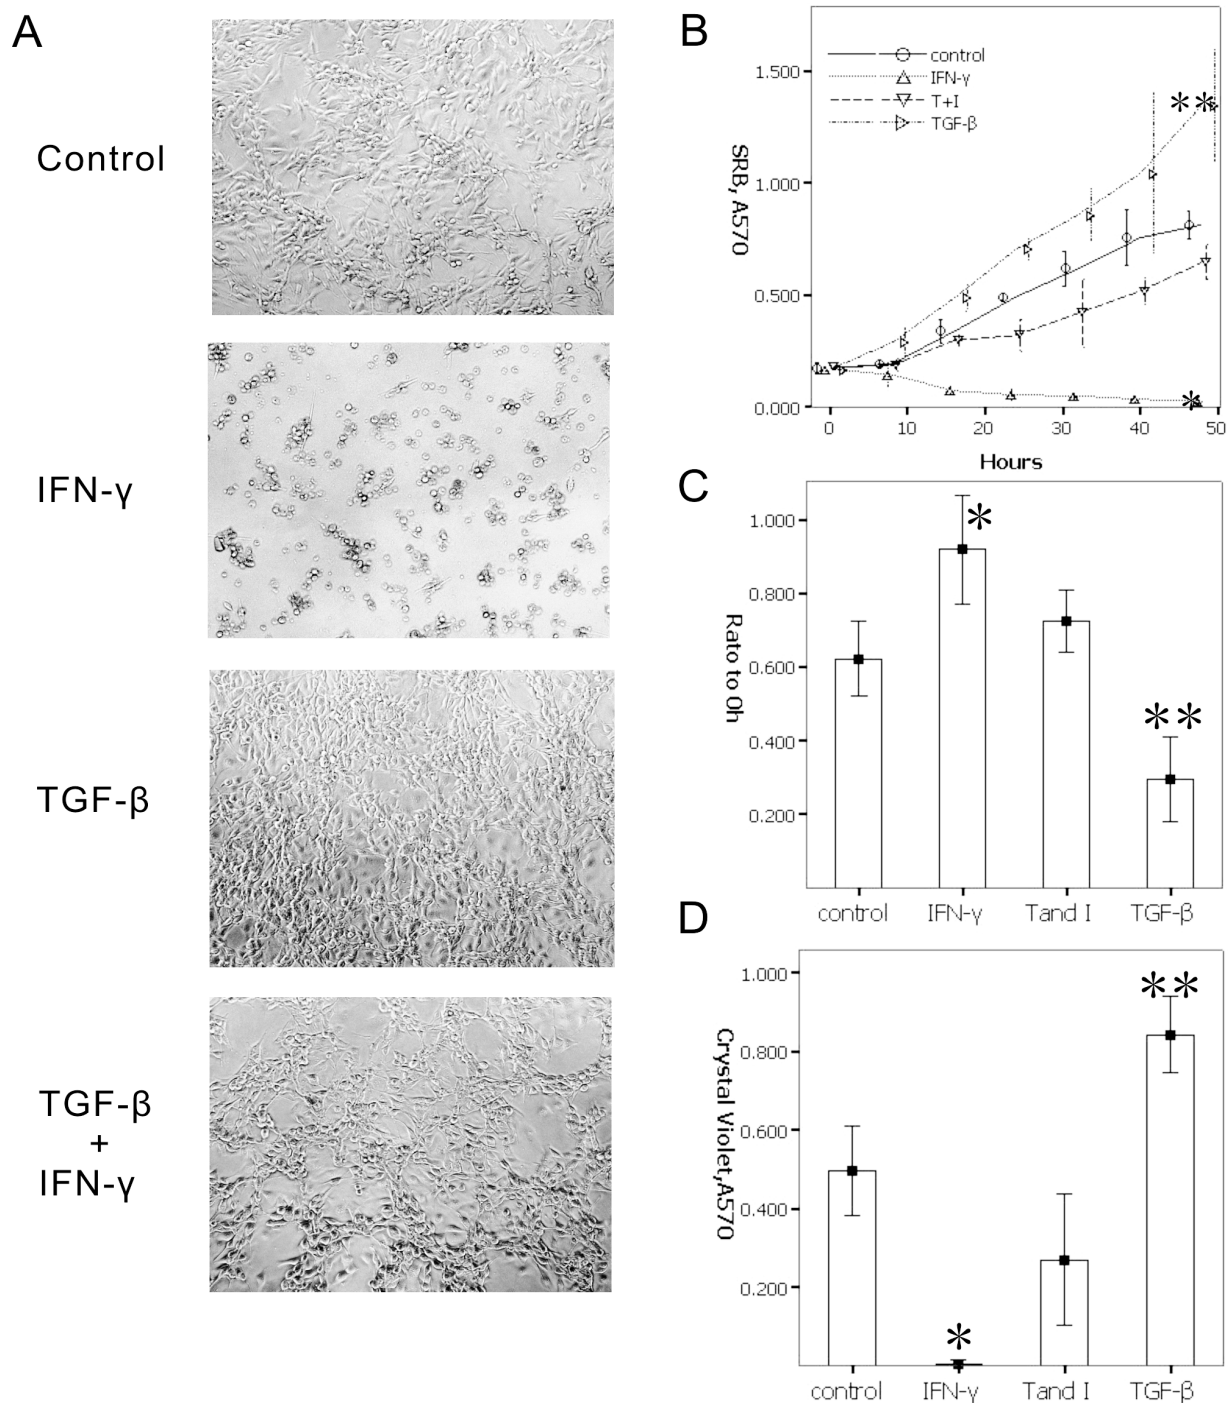 A
Control
IFN-γ
TGF-β
TGF-β
+
IFN-γ
B
control
IFN-γ
T+I
TGF-β
**
1.500
1.000
0.500
0.000
SRB, A570
*
0 10 20 30 40 50
Hours
C
1.000
0.800
0.600
0.400
0.200
Rato to 0h
*
**
control IFN-γ Tand I TGF-β
D
1.000
0.800
0.600
0.400
0.200
Crystal Violet,A570
**
*
control IFN-γ Tand I TGF-β